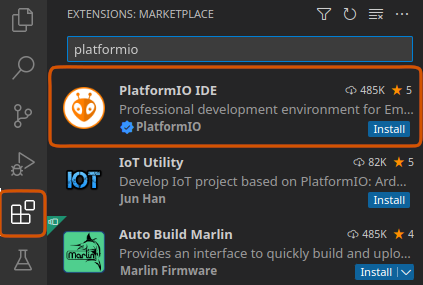 EXTENSIONS: MARKETPLACE
platformio
PlatformIO IDE 485K 5
Professional development environment for Em...
PlatformIO Install
IoT Utility 82K 5
IOT
Develop IoT project based on PlatformIO: Ard...
Jun Han Install
Auto Build Marlin 485K 4
Marlin
Provides an interface to quickly build and uplo...
Marlin Firmware Install